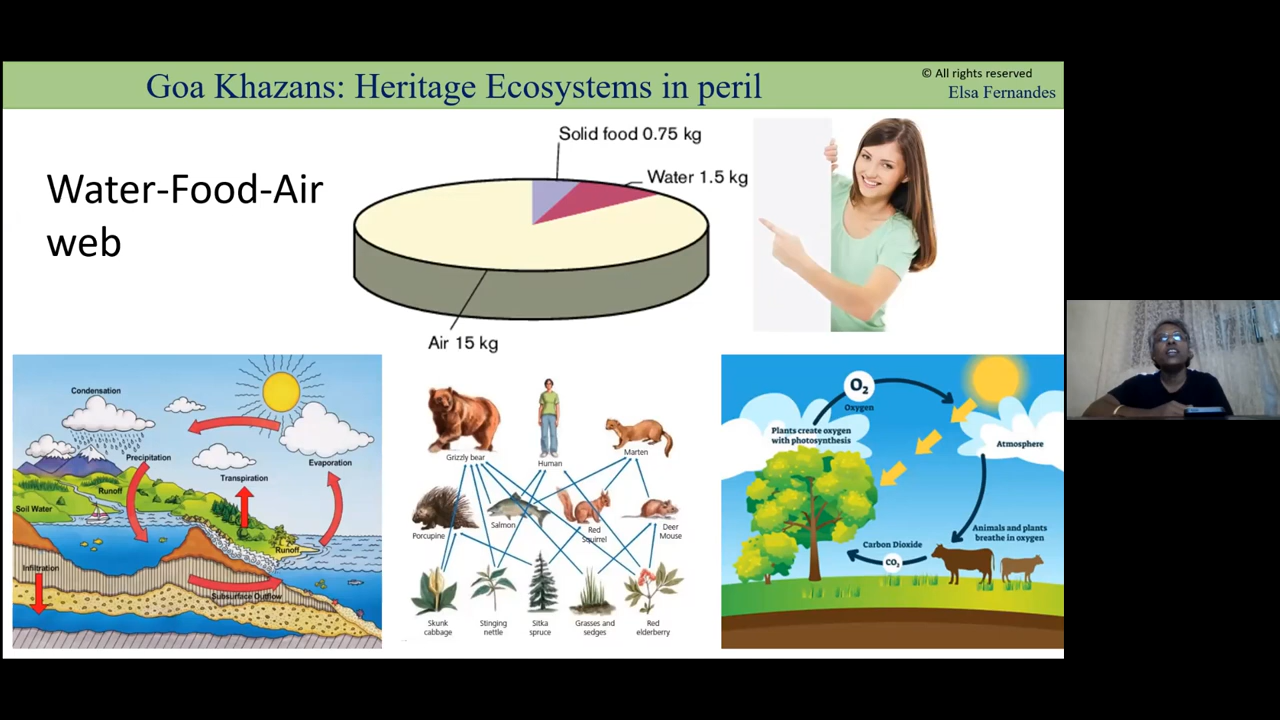 Goa Khazans: Heritage Ecosystems in peril
© All rights reserved
Elsa Fernandes
Water-Food-Air
web
Solid food 0.75 kg
Water 1.5 kg
Air 15 kg
Condensation
Precipitation
Evaporation
Transpiration
Runoff
Soil Water
Runoff
Infiltration
Subsurface Outflow
Grizzly bear
Human
Marten
Porcupine
Salmon
Red
Squirrel
Deer
Mouse
Skunk
cabbage
Stinging
nettle
Sitka
spruce
Grasses and
sedges
Red
elderberry
O₂
Oxygen
Plants create oxygen
with photosynthesis
Atmosphere
Animals and plants
breathe in oxygen
Carbon Dioxide
CO₂